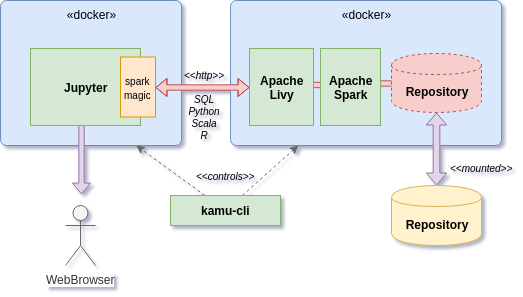 «docker»
«docker»
Jupyter
spark
magic
<<http>>
SQL
Python
Scala
R
Apache
Livy
Apache
Spark
Repository
<<controls>>
<<mounted>>
kamu-cli
Repository
WebBrowser